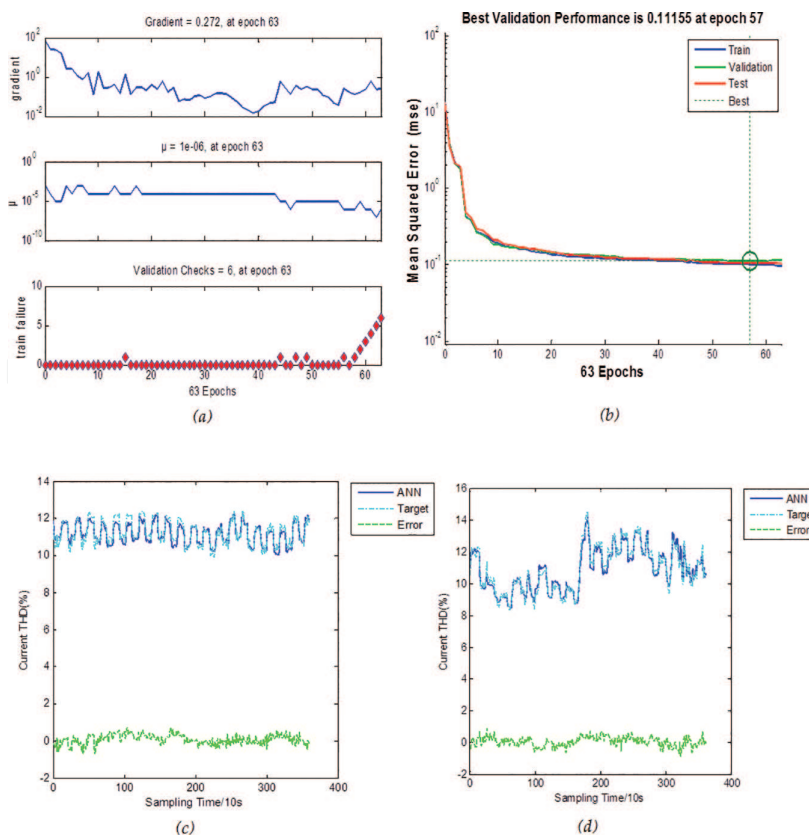 Gradient = 0.272, at epoch 63
10^2
10^0
10^-2
gradient
μ = 1e-06, at epoch 63
10^0
10^-5
10^-10
μ
Validation Checks = 6, at epoch 63
10
5
0
train failure
0 10 20 30 40 50 60
63 Epochs
(a)
Best Validation Performance is 0.11155 at epoch 57
Train
Validation
Test
Best
10^2
10^1
10^0
10^-1
10^-2
Mean Squared Error (mse)
0 10 20 30 40 50 60
63 Epochs
(b)
ANN
Target
Error
14
12
10
8
6
4
2
0
-2
Current THD(%)
0 100 200 300 400
Sampling Time/10s
(c)
ANN
Target
Error
16
14
12
10
8
6
4
2
0
-2
Current THD(%)
0 100 200 300 400
Sampling Time/10s
(d)